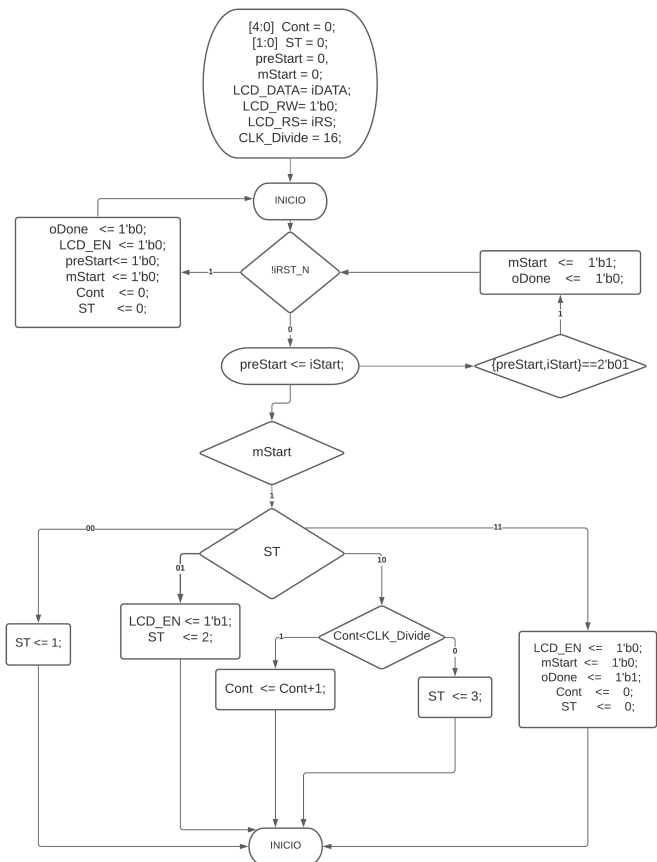 [4:0] Cont = 0;
[1:0] ST = 0;
preStart = 0,
mStart = 0;
LCD_DATA= iDATA;
LCD_RW= 1'b0;
LCD_RS= iRS;
CLK_Divide = 16;
INICIO
oDone <= 1'b0;
LCD_EN <= 1'b0;
preStart<= 1'b0;
mStart <= 1'b0;
Cont <= 0;
ST <= 0;
1
!iRST_N
0
mStart <= 1'b1;
oDone <= 1'b0;
1
preStart <= iStart;
{preStart,iStart}==2'b01
mStart
1
ST
00
01
10
11
ST <= 1;
LCD_EN <= 1'b1;
ST <= 2;
Cont<CLK_Divide
1
0
Cont <= Cont+1;
ST <= 3;
LCD_EN <= 1'b0;
mStart <= 1'b0;
oDone <= 1'b1;
Cont <= 0;
ST <= 0;
INICIO